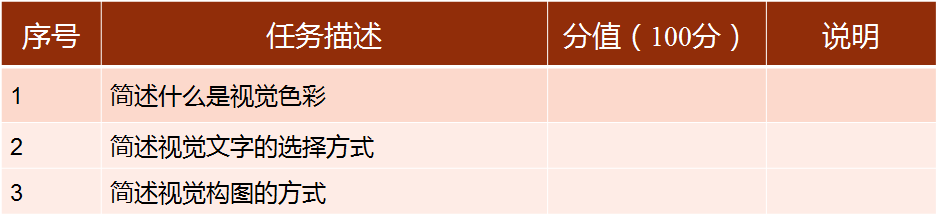 序号 任务描述 分值（100分） 说明
1 简述什么是视觉色彩
2 简述视觉文字的选择方式
3 简述视觉构图的方式